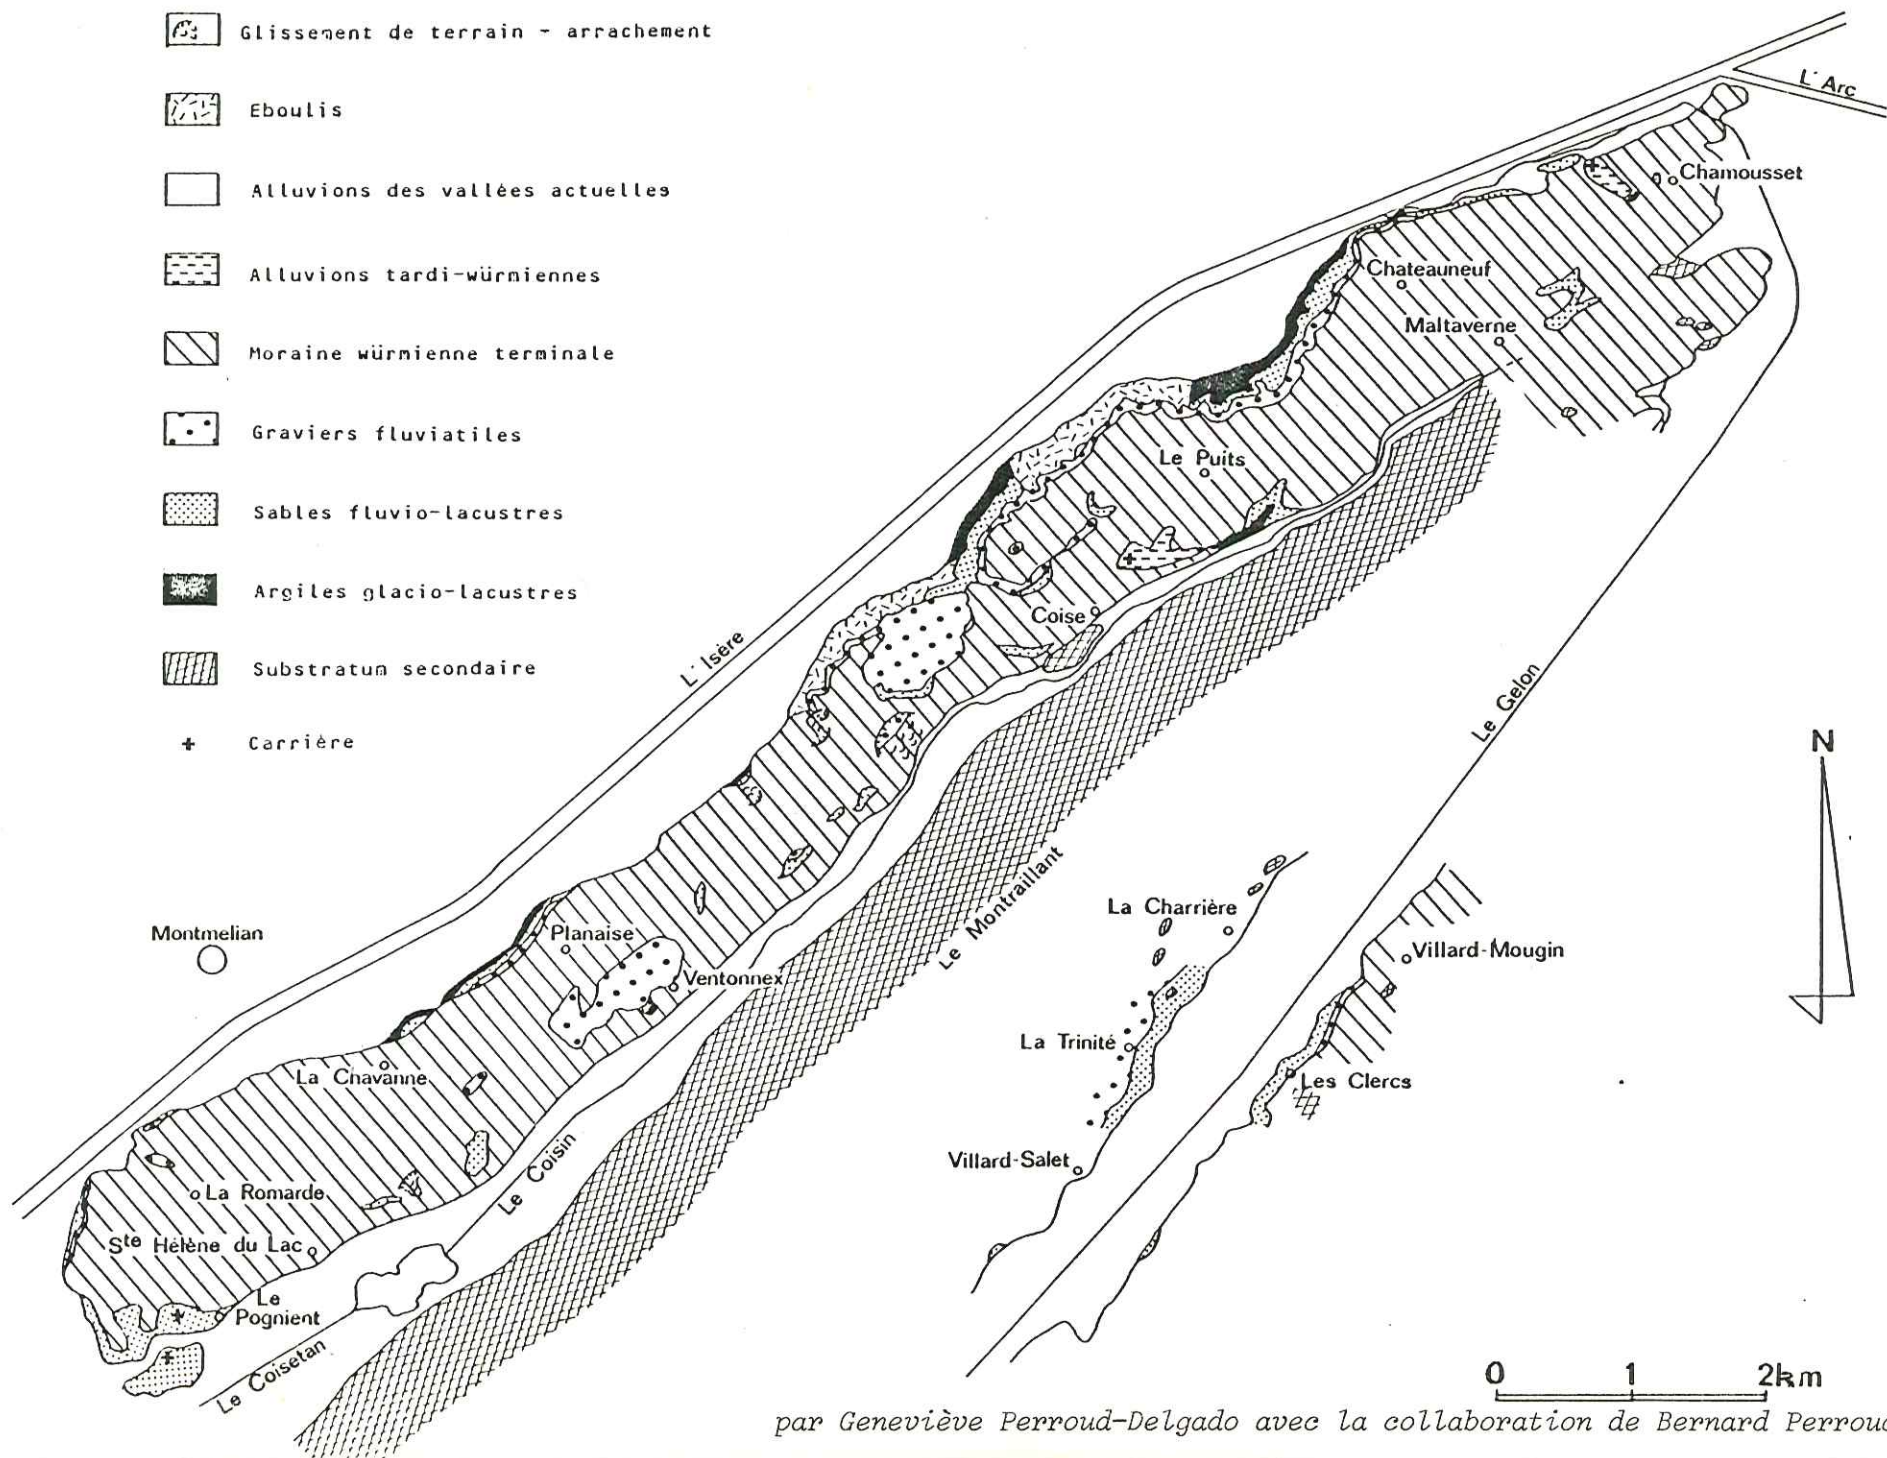 Glissement de terrain - arrachement
Eboulis
Alluvions des vallées actuelles
Alluvions tardi-würmiennes
Moraine würmienne terminale
Graviers fluviatiles
Sables fluvio-lacustres
Argiles glacio-lacustres
Substratum secondaire
Carrière
L'Arc
Chamousset
Chateauneuf
Maltaverne
Le Puits
Coise
L'Isère
Le Gelon
N
Le Montraillant
La Charrière
Montmelian
Planaise
Ventonnex
Villard-Mougin
La Trinité
La Chavanne
Les Clercs
Villard-Salet
Le Coisin
La Romarde
Ste Hélène du Lac
Le
Pognient
Le Coisetan
0 1 2km
par Geneviève Perroud-Delgado avec la collaboration de Bernard Perroud